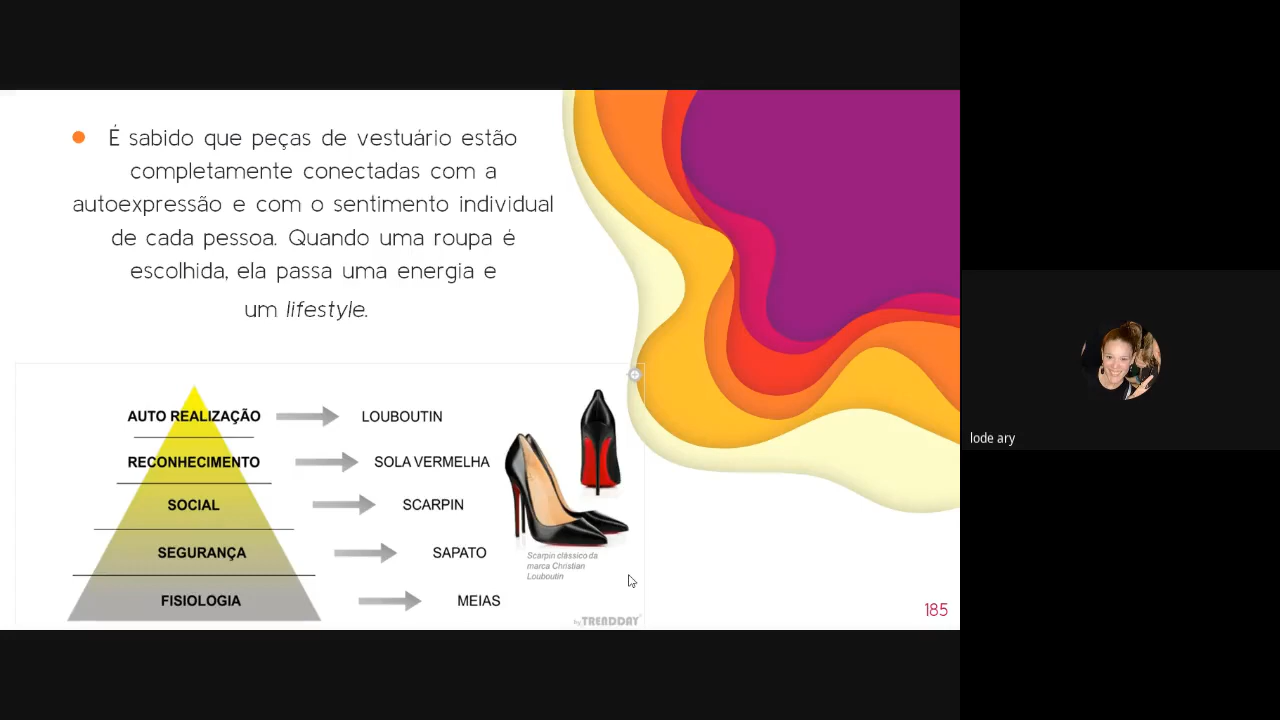 É sabido que peças de vestuário estão
completamente conectadas com a
autoexpressão e com o sentimento individual
de cada pessoa. Quando uma roupa é
escolhida, ela passa uma energia e
um lifestyle.
AUTO REALIZAÇÃO LOUBOUTIN
RECONHECIMENTO SOLA VERMELHA
SOCIAL SCARPIN
SEGURANÇA SAPATO
FISIOLOGIA MEIAS
Scarpin clássico da
marca Christian
Louboutin
by TRENDDAY
185
lode ary